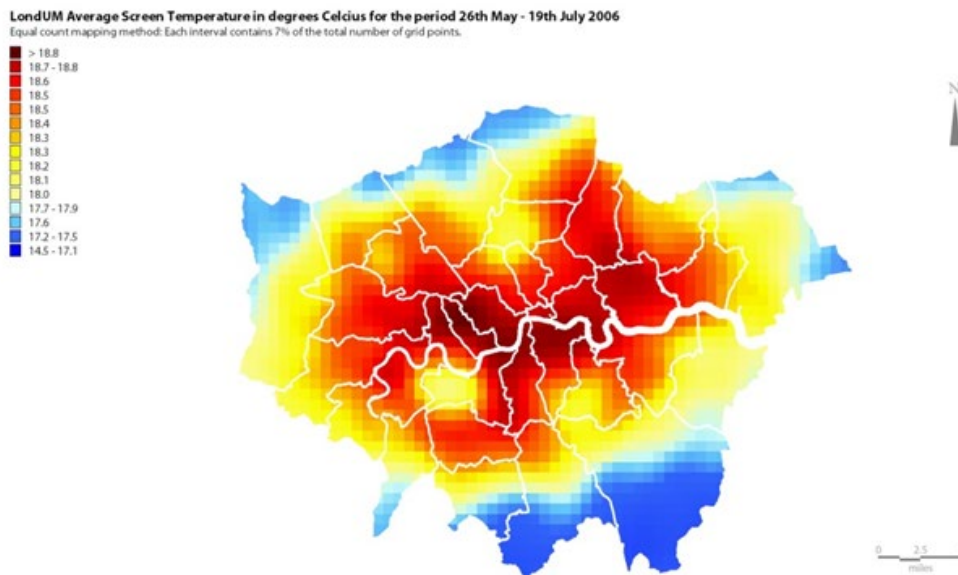 LondUM Average Screen Temperature in degrees Celcius for the period 26th May - 19th July 2006
Equal count mapping method: Each interval contains 7% of the total number of grid points.
> 18.8
18.7 - 18.8
18.6
18.5
18.5
18.4
18.3
18.3
18.2
18.1
18.0
17.7 - 17.9
17.6
17.2 - 17.5
14.5 - 17.1
N
0 2.5
miles